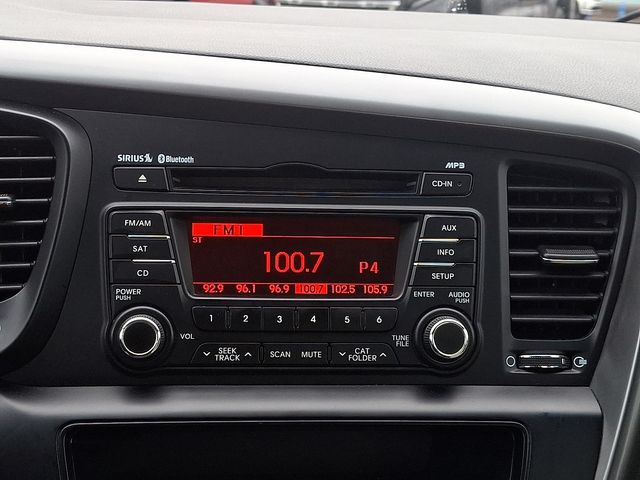 SIRIUS Bluetooth
MP3
CD-IN
FM/AM
SAT
CD
FM1
ST
100.7
P4
92.9 96.1 96.9 100.7 102.5 105.9
AUX
INFO
SETUP
POWER
PUSH
VOL
1 2 3 4 5 6
ENTER
AUDIO
PUSH
TUNE
FILE
SEEK
TRACK
SCAN
MUTE
CAT
FOLDER